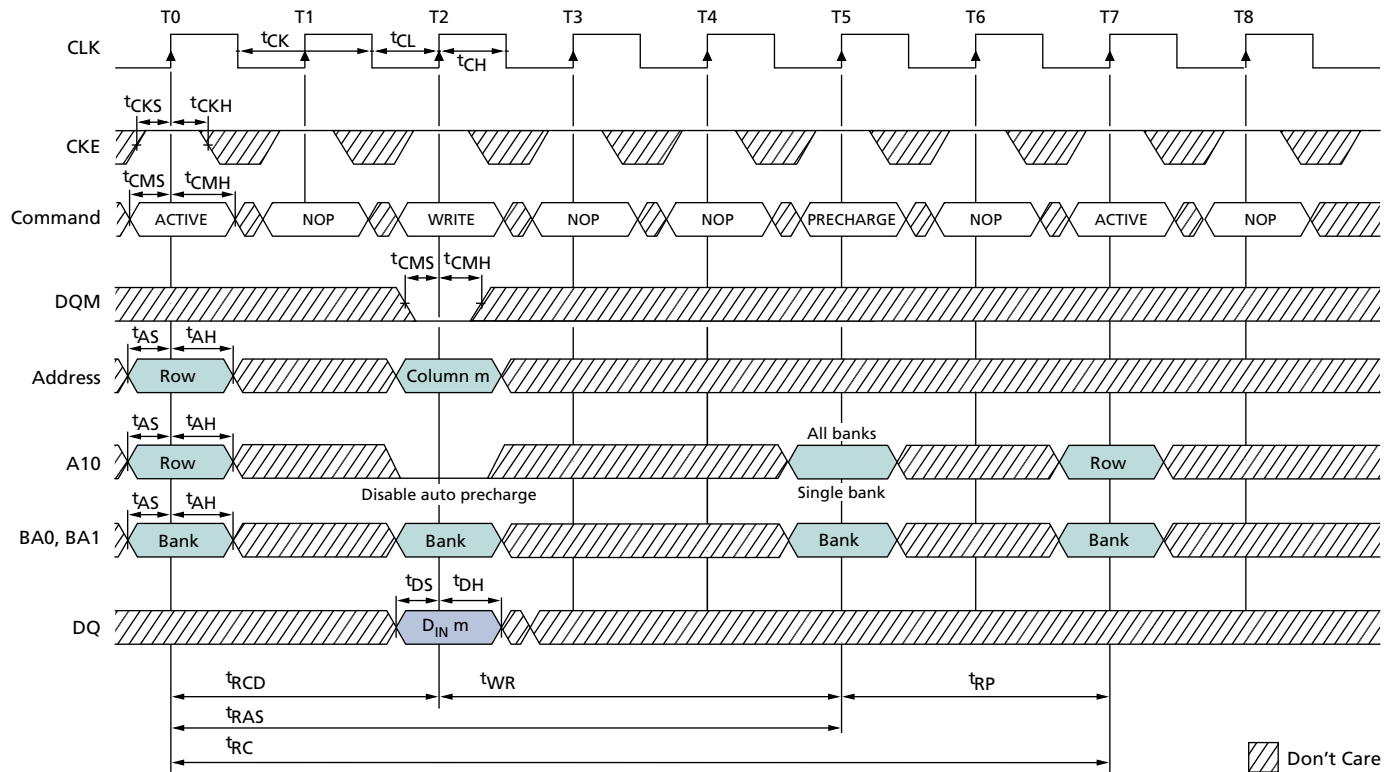 T0 T1 T2 T3 T4 T5 T6 T7 T8
CLK tCK tCL
tCH
tCKS tCKH
CKE
tCMS tCMH
Command ACTIVE NOP WRITE NOP NOP PRECHARGE NOP ACTIVE NOP
tCMS tCMH
DQM
tAS tAH
Address Row Column m
tAS tAH All banks
A10 Row Row
Disable auto precharge Single bank
tAS tAH
BA0, BA1 Bank Bank Bank Bank
tDS tDH
DQ DIN m
tRCD tWR tRP
tRAS
tRC
Don't Care